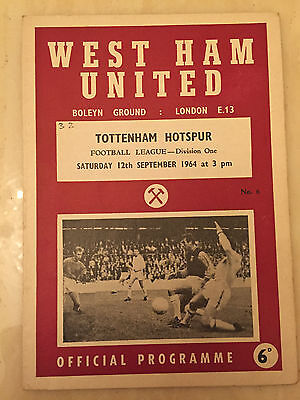 WEST HAM
UNITED
BOLEYN GROUND : LONDON E.13
3 2
TOTTENHAM HOTSPUR
FOOTBALL LEAGUE—Division One
SATURDAY 12th SEPTEMBER 1964 at 3 pm
No. 6
OFFICIAL PROGRAMME
6D